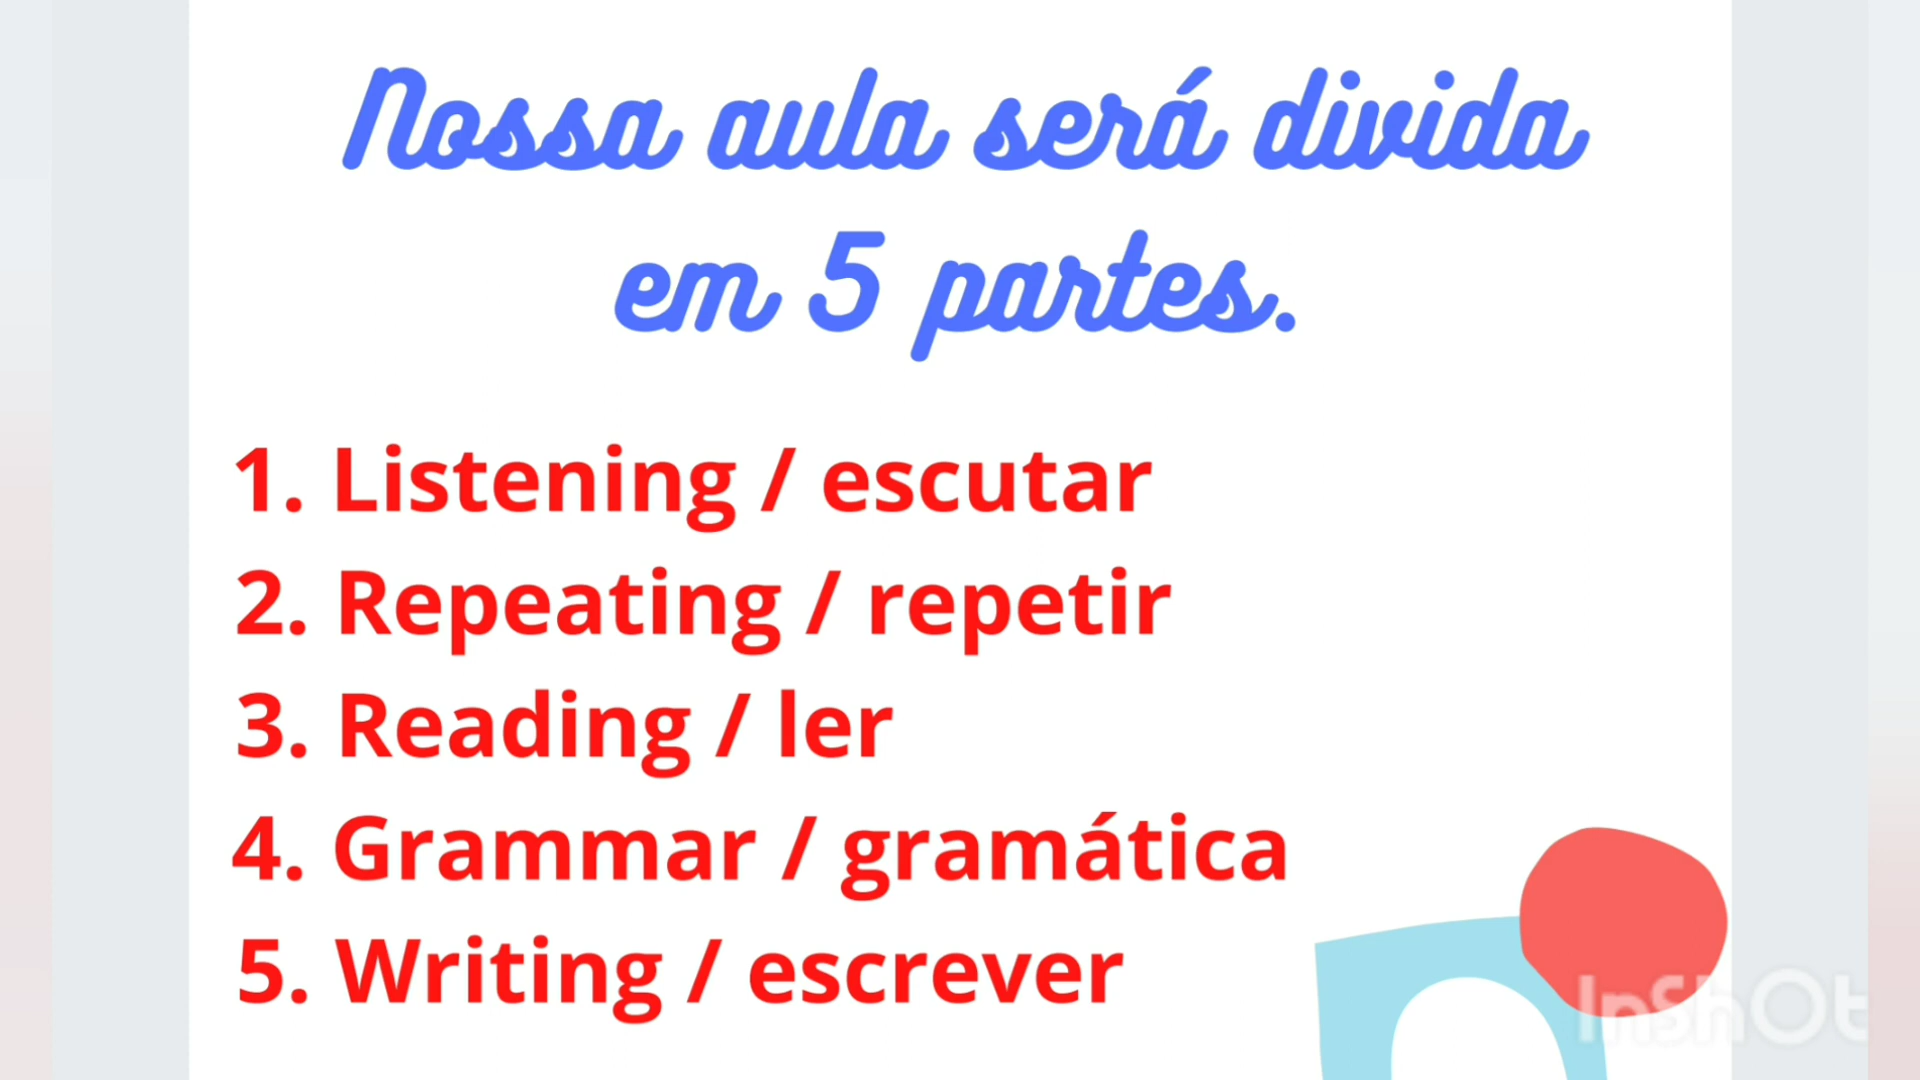 Nossa aula será divida
em 5 partes.
1. Listening / escutar
2. Repeating / repetir
3. Reading / ler
4. Grammar / gramática
5. Writing / escrever
InShOt